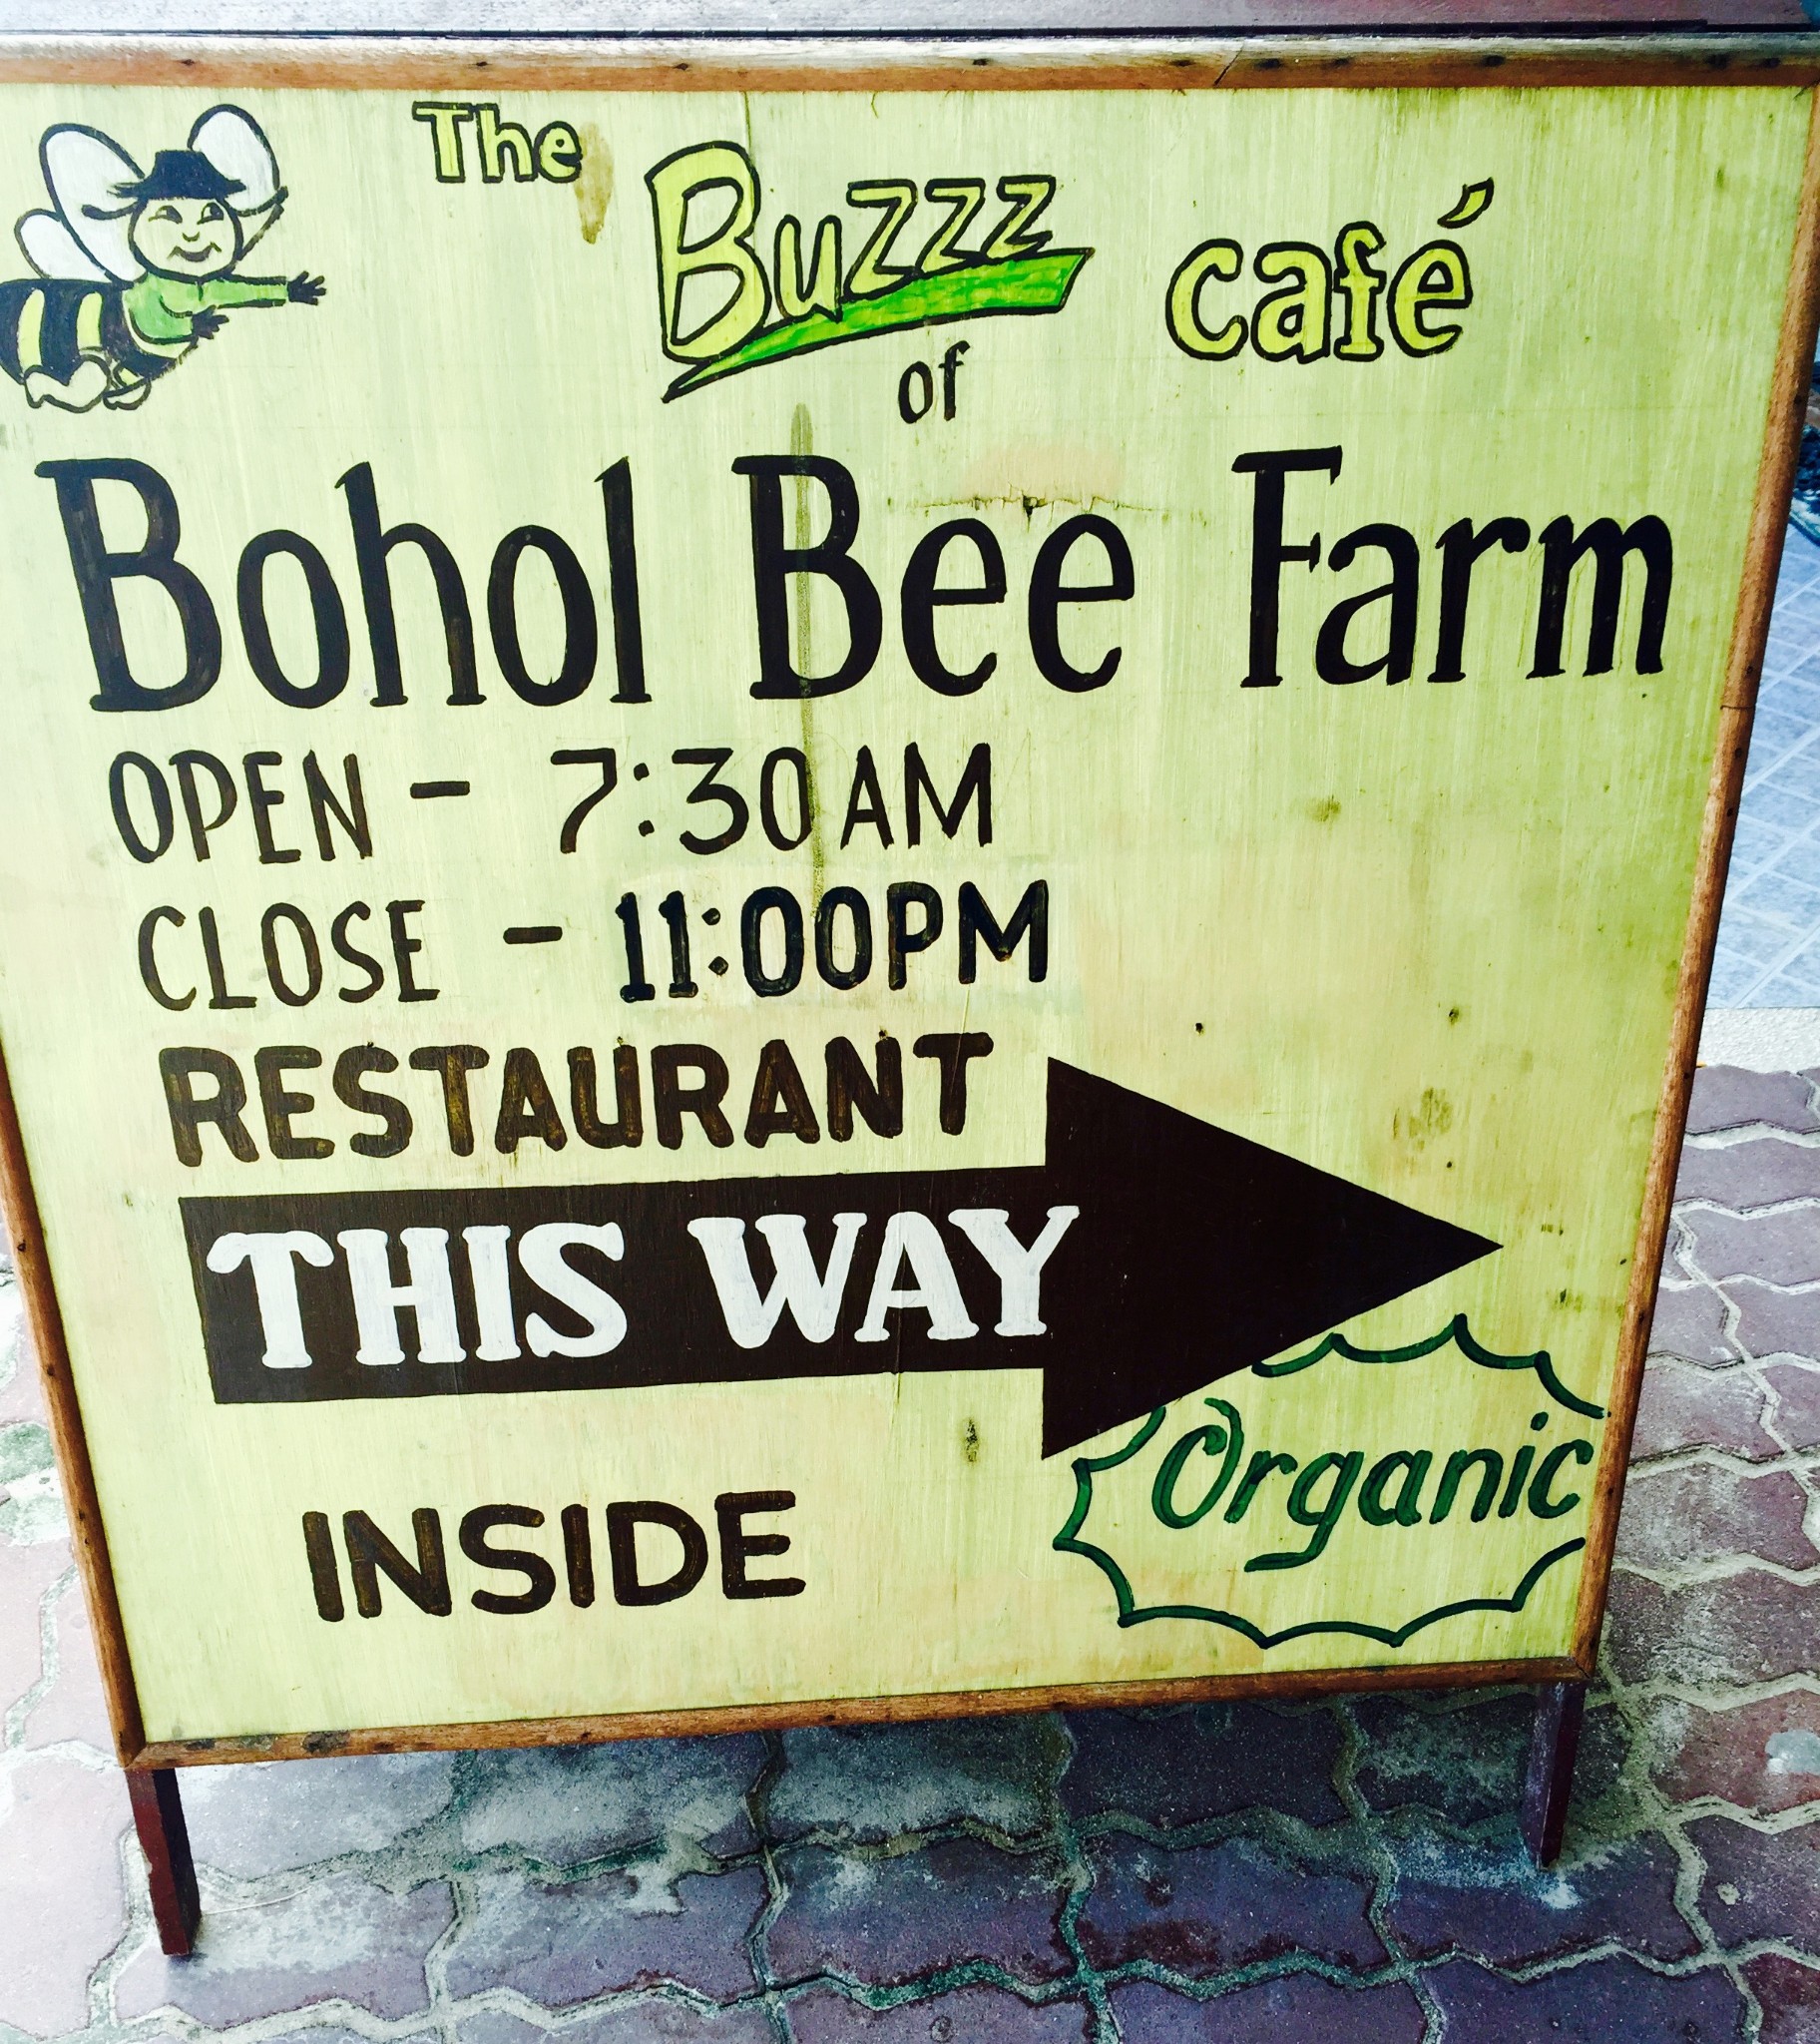 The Buzzz café
of
Bohol Bee Farm
OPEN - 7:30 AM
CLOSE - 11:00PM
RESTAURANT
THIS WAY
INSIDE
Organic